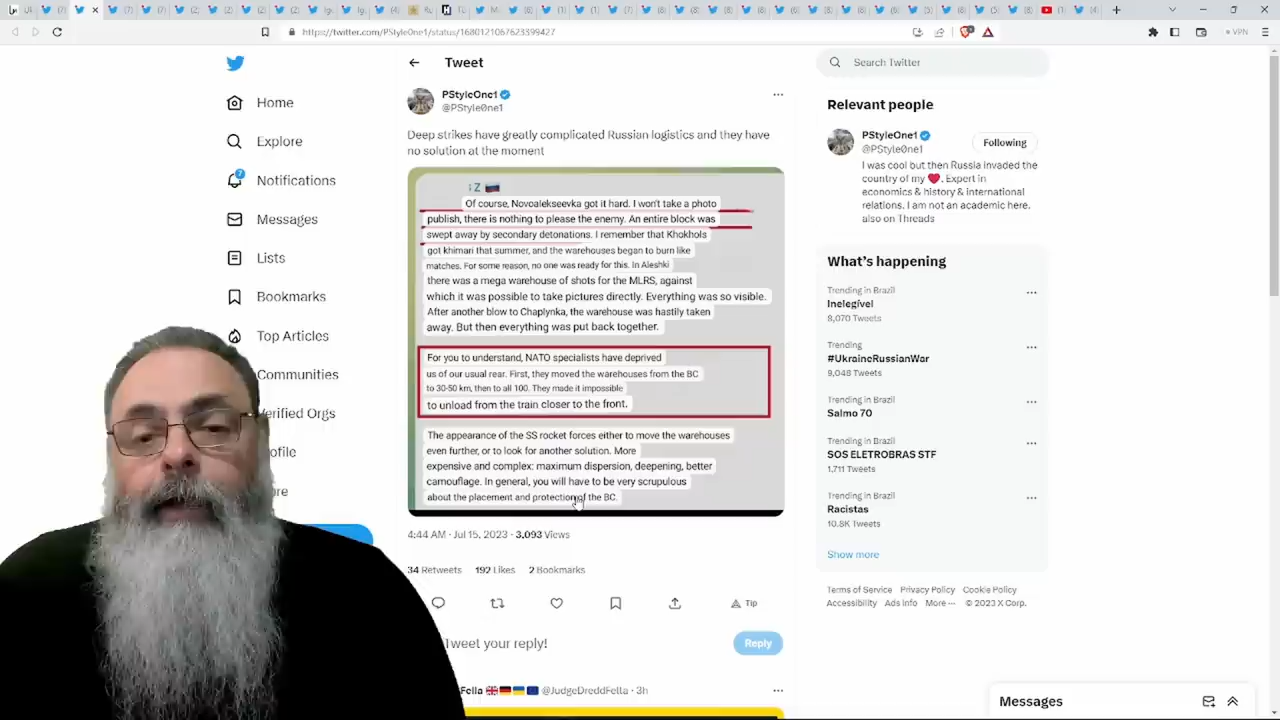 https://twitter.com/PStyle0ne1/status/1680121067623399427
VPN
Tweet
Search Twitter
Home
Explore
7
Notifications
Messages
Lists
Bookmarks
Top Articles
Communities
Verified Orgs
PStyleOne1
@PStyle0ne1
Deep strikes have greatly complicated Russian logistics and they have
no solution at the moment
Z
Of course, Novoalekseevka got it hard. I won't take a photo
publish, there is nothing to please the enemy. An entire block was
swept away by secondary detonations. I remember that Khokhols
got khimari that summer, and the warehouses began to burn like
matches. For some reason, no one was ready for this. In Aleshki
there was a mega warehouse of shots for the MLRS, against
which it was possible to take pictures directly. Everything was so visible.
After another blow to Chaplynka, the warehouse was hastily taken
away. But then everything was put back together.
For you to understand, NATO specialists have deprived
us of our usual rear. First, they moved the warehouses from the BC
to 30-50 km, then to all 100. They made it impossible
to unload from the train closer to the front.
The appearance of the SS rocket forces either to move the warehouses
even further, or to look for another solution. More
expensive and complex: maximum dispersion, deepening, better
camouflage. In general, you will have to be very scrupulous
about the placement and protection of the BC.
4:44 AM · Jul 15, 2023 · 3,093 Views
34 Retweets 192 Likes 2 Bookmarks
Tip
Tweet your reply!
Reply
Fella @JudgeDreddFella · 3h
Relevant people
PStyleOne1
@PStyle0ne1
Following
I was cool but then Russia invaded the
country of my ❤️. Expert in
economics & history & international
relations. I am not an academic here.
also on Threads
What's happening
Trending in Brazil
Inelegível
8,070 Tweets
Trending
#UkraineRussianWar
9,048 Tweets
Trending in Brazil
Salmo 70
Trending in Brazil
SOS ELETROBRAS STF
1,711 Tweets
Trending in Brazil
Racistas
10.8K Tweets
Show more
Terms of Service Privacy Policy Cookie Policy
Accessibility Ads info More ··· © 2023 X Corp.
Messages